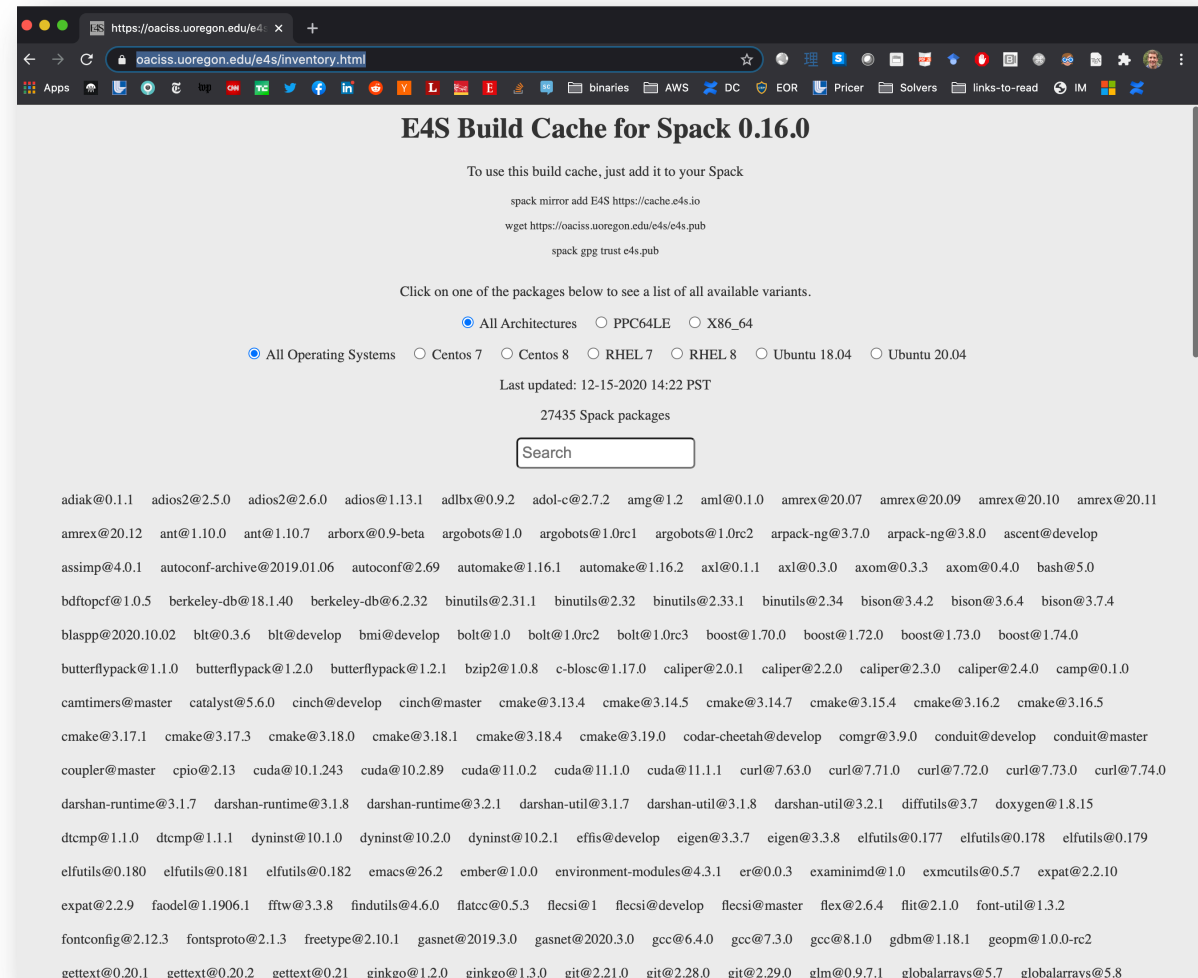 https://oaciss.uoregon.edu/e4s
oaciss.uoregon.edu/e4s/inventory.html
Apps binaries AWS DC EOR Pricer Solvers links-to-read IM
E4S Build Cache for Spack 0.16.0
To use this build cache, just add it to your Spack
spack mirror add E4S https://cache.e4s.io
wget https://oaciss.uoregon.edu/e4s/e4s.pub
spack gpg trust e4s.pub
Click on one of the packages below to see a list of all available variants.
All Architectures PPC64LE X86_64
All Operating Systems Centos 7 Centos 8 RHEL 7 RHEL 8 Ubuntu 18.04 Ubuntu 20.04
Last updated: 12-15-2020 14:22 PST
27435 Spack packages
Search
adiak@0.1.1 adios2@2.5.0 adios2@2.6.0 adios@1.13.1 adlbx@0.9.2 adol-c@2.7.2 amg@1.2 aml@0.1.0 amrex@20.07 amrex@20.09 amrex@20.10 amrex@20.11
amrex@20.12 ant@1.10.0 ant@1.10.7 arborx@0.9-beta argobots@1.0 argobots@1.0rc1 argobots@1.0rc2 arpack-ng@3.7.0 arpack-ng@3.8.0 ascent@develop
assimp@4.0.1 autoconf-archive@2019.01.06 autoconf@2.69 automake@1.16.1 automake@1.16.2 axl@0.1.1 axl@0.3.0 axom@0.3.3 axom@0.4.0 bash@5.0
bdftopcf@1.0.5 berkeley-db@18.1.40 berkeley-db@6.2.32 binutils@2.31.1 binutils@2.32 binutils@2.33.1 binutils@2.34 bison@3.4.2 bison@3.6.4 bison@3.7.4
blaspp@2020.10.02 blt@0.3.6 blt@develop bmi@develop bolt@1.0 bolt@1.0rc2 bolt@1.0rc3 boost@1.70.0 boost@1.72.0 boost@1.73.0 boost@1.74.0
butterflypack@1.1.0 butterflypack@1.2.0 butterflypack@1.2.1 bzip2@1.0.8 c-blosc@1.17.0 caliper@2.0.1 caliper@2.2.0 caliper@2.3.0 caliper@2.4.0 camp@0.1.0
camtimers@master catalyst@5.6.0 cinch@develop cinch@master cmake@3.13.4 cmake@3.14.5 cmake@3.14.7 cmake@3.15.4 cmake@3.16.2 cmake@3.16.5
cmake@3.17.1 cmake@3.17.3 cmake@3.18.0 cmake@3.18.1 cmake@3.18.4 cmake@3.19.0 codar-cheetah@develop comgr@3.9.0 conduit@develop conduit@master
coupler@master cpio@2.13 cuda@10.1.243 cuda@10.2.89 cuda@11.0.2 cuda@11.1.0 cuda@11.1.1 curl@7.63.0 curl@7.71.0 curl@7.72.0 curl@7.73.0 curl@7.74.0
darshan-runtime@3.1.7 darshan-runtime@3.1.8 darshan-runtime@3.2.1 darshan-util@3.1.7 darshan-util@3.1.8 darshan-util@3.2.1 diffutils@3.7 doxygen@1.8.15
dtcmp@1.1.0 dtcmp@1.1.1 dyninst@10.1.0 dyninst@10.2.0 dyninst@10.2.1 effis@develop eigen@3.3.7 eigen@3.3.8 elfutils@0.177 elfutils@0.178 elfutils@0.179
elfutils@0.180 elfutils@0.181 elfutils@0.182 emacs@26.2 ember@1.0.0 environment-modules@4.3.1 er@0.0.3 examinimd@1.0 exmcutils@0.5.7 expat@2.2.10
expat@2.2.9 faodel@1.1906.1 fftw@3.3.8 findutils@4.6.0 flatcc@0.5.3 flecsi@1 flecsi@develop flecsi@master flex@2.6.4 flit@2.1.0 font-util@1.3.2
fontconfig@2.12.3 fontsproto@2.1.3 freetype@2.10.1 gasnet@2019.3.0 gasnet@2020.3.0 gcc@6.4.0 gcc@7.3.0 gcc@8.1.0 gdbm@1.18.1 geopm@1.0.0-rc2
gettext@0.20.1 gettext@0.20.2 gettext@0.21 ginkgo@1.2.0 ginkgo@1.3.0 git@2.21.0 git@2.28.0 git@2.29.0 glm@0.9.7.1 globalarrays@5.7 globalarrays@5.8